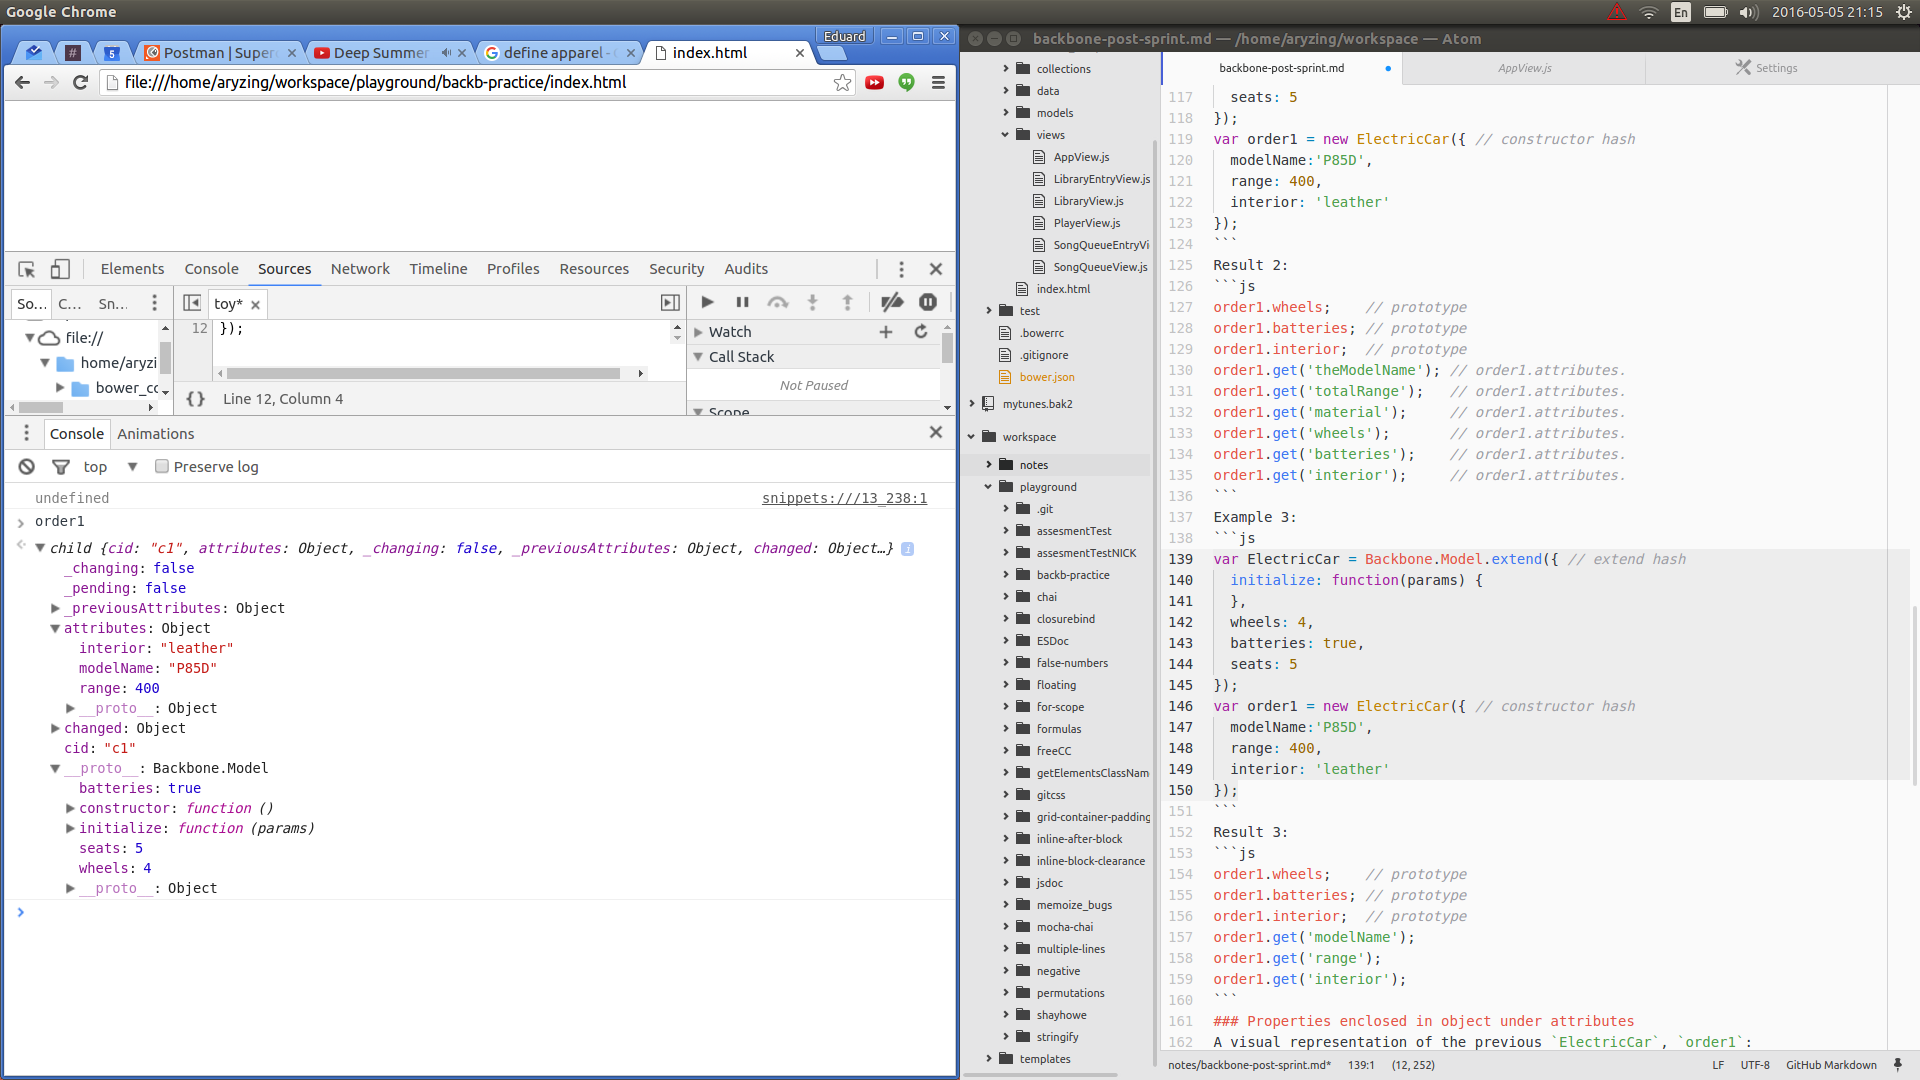 Google Chrome
En
2016-05-05 21:15
Eduard
#
5
Postman | Supe
Deep Summer
define apparel -
index.html
file:///home/aryzing/workspace/playground/backb-practice/index.html
Elements Console Sources Network Timeline Profiles Resources Security Audits
So... C... Sn...
toy*
12 });
file://
home/aryzi
bower_co
{} Line 12, Column 4
Watch
Call Stack
Not Paused
Scope
Console Animations
top
Preserve log
undefined snippets:///13_238:1
order1
child {cid: "c1", attributes: Object, _changing: false, _previousAttributes: Object, changed: Object…}
_changing: false
_pending: false
_previousAttributes: Object
attributes: Object
interior: "leather"
modelName: "P85D"
range: 400
__proto__: Object
changed: Object
cid: "c1"
__proto__: Backbone.Model
batteries: true
constructor: function ()
initialize: function (params)
seats: 5
wheels: 4
__proto__: Object
backbone-post-sprint.md — /home/aryzing/workspace — Atom
collections
data
models
views
AppView.js
LibraryEntryView.js
LibraryView.js
PlayerView.js
SongQueueEntryVi
SongQueueView.js
index.html
test
.bowerrc
.gitignore
bower.json
mytunes.bak2
workspace
notes
playground
.git
assesmentTest
assesmentTestNICK
backb-practice
chai
closurebind
ESDoc
false-numbers
floating
for-scope
formulas
freeCC
getElementsClassNam
gitcss
grid-container-padding
inline-after-block
inline-block-clearance
jsdoc
memoize_bugs
mocha-chai
multiple-lines
negative
permutations
shayhowe
stringify
templates
backbone-post-sprint.md
AppView.js
Settings
117 seats: 5
118 });
119 var order1 = new ElectricCar({ // constructor hash
120 modelName:'P85D',
121 range: 400,
122 interior: 'leather'
123 });
124 ```
125 Result 2:
126 ```js
127 order1.wheels; // prototype
128 order1.batteries; // prototype
129 order1.interior; // prototype
130 order1.get('theModelName'); // order1.attributes.
131 order1.get('totalRange'); // order1.attributes.
132 order1.get('material'); // order1.attributes.
133 order1.get('wheels'); // order1.attributes.
134 order1.get('batteries'); // order1.attributes.
135 order1.get('interior'); // order1.attributes.
136 ```
137 Example 3:
138 ```js
139 var ElectricCar = Backbone.Model.extend({ // extend hash
140 initialize: function(params) {
141 },
142 wheels: 4,
143 batteries: true,
144 seats: 5
145 });
146 var order1 = new ElectricCar({ // constructor hash
147 modelName:'P85D',
148 range: 400,
149 interior: 'leather'
150 });
151 ```
152 Result 3:
153 ```js
154 order1.wheels; // prototype
155 order1.batteries; // prototype
156 order1.interior; // prototype
157 order1.get('modelName');
158 order1.get('range');
159 order1.get('interior');
160 ```
161 ### Properties enclosed in object under attributes
162 A visual representation of the previous `ElectricCar`, `order1`:
notes/backbone-post-sprint.md* 139:1 (12, 252) LF UTF-8 GitHub Markdown